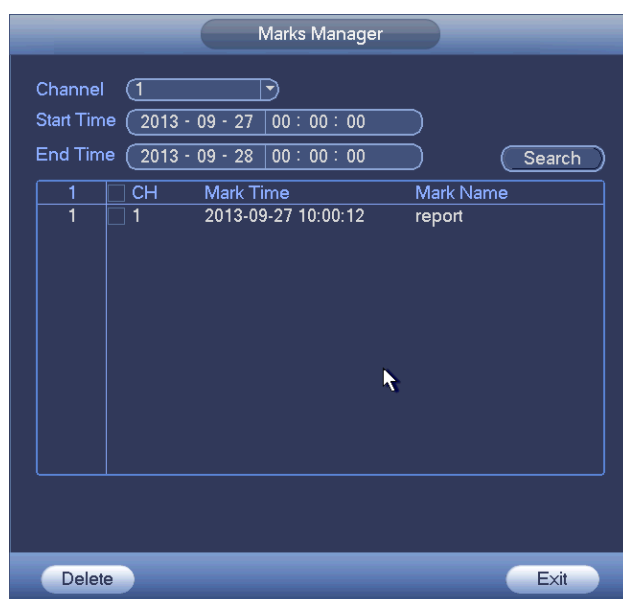 Marks Manager
Channel 1
Start Time 2013 - 09 - 27 00 : 00 : 00
End Time 2013 - 09 - 28 00 : 00 : 00
Search
1 CH Mark Time Mark Name
1 1 2013-09-27 10:00:12 report
Delete Exit